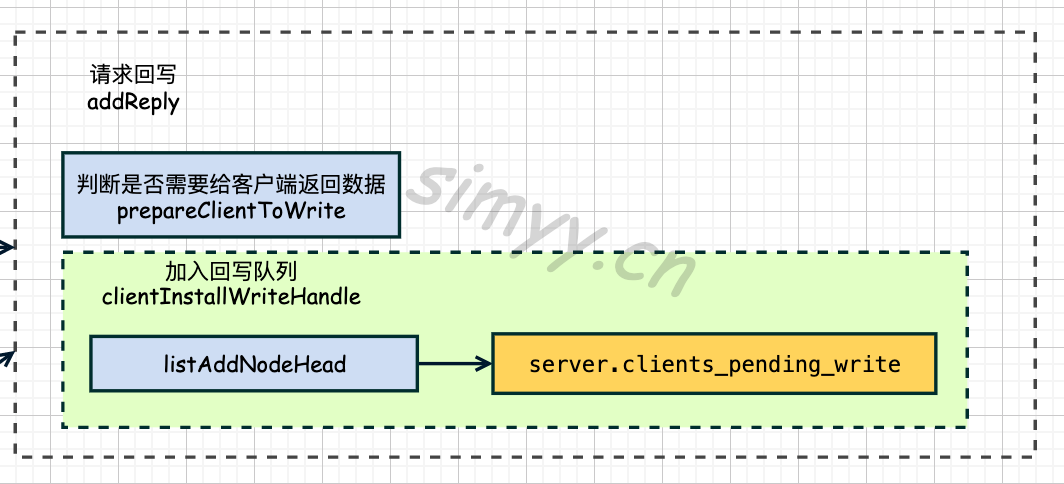 请求回写
addReply
判断是否需要给客户端返回数据
prepareClientToWrite
simyy.cn
加入回写队列
clientInstallWriteHandle
listAddNodeHead
server.clients_pending_write